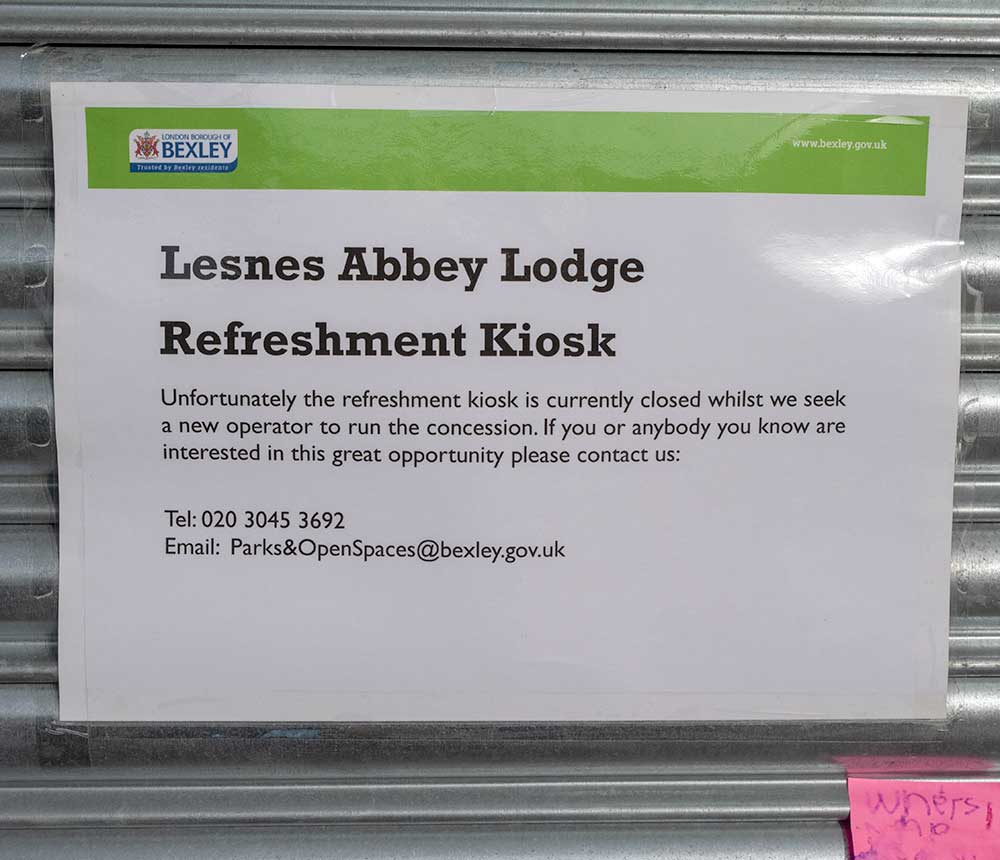 LONDON BOROUGH OF
BEXLEY
Trusted by Bexley residents
www.bexley.gov.uk
Lesnes Abbey Lodge
Refreshment Kiosk
Unfortunately the refreshment kiosk is currently closed whilst we seek
a new operator to run the concession. If you or anybody you know are
interested in this great opportunity please contact us:
Tel: 020 3045 3692
Email: Parks&OpenSpaces@bexley.gov.uk